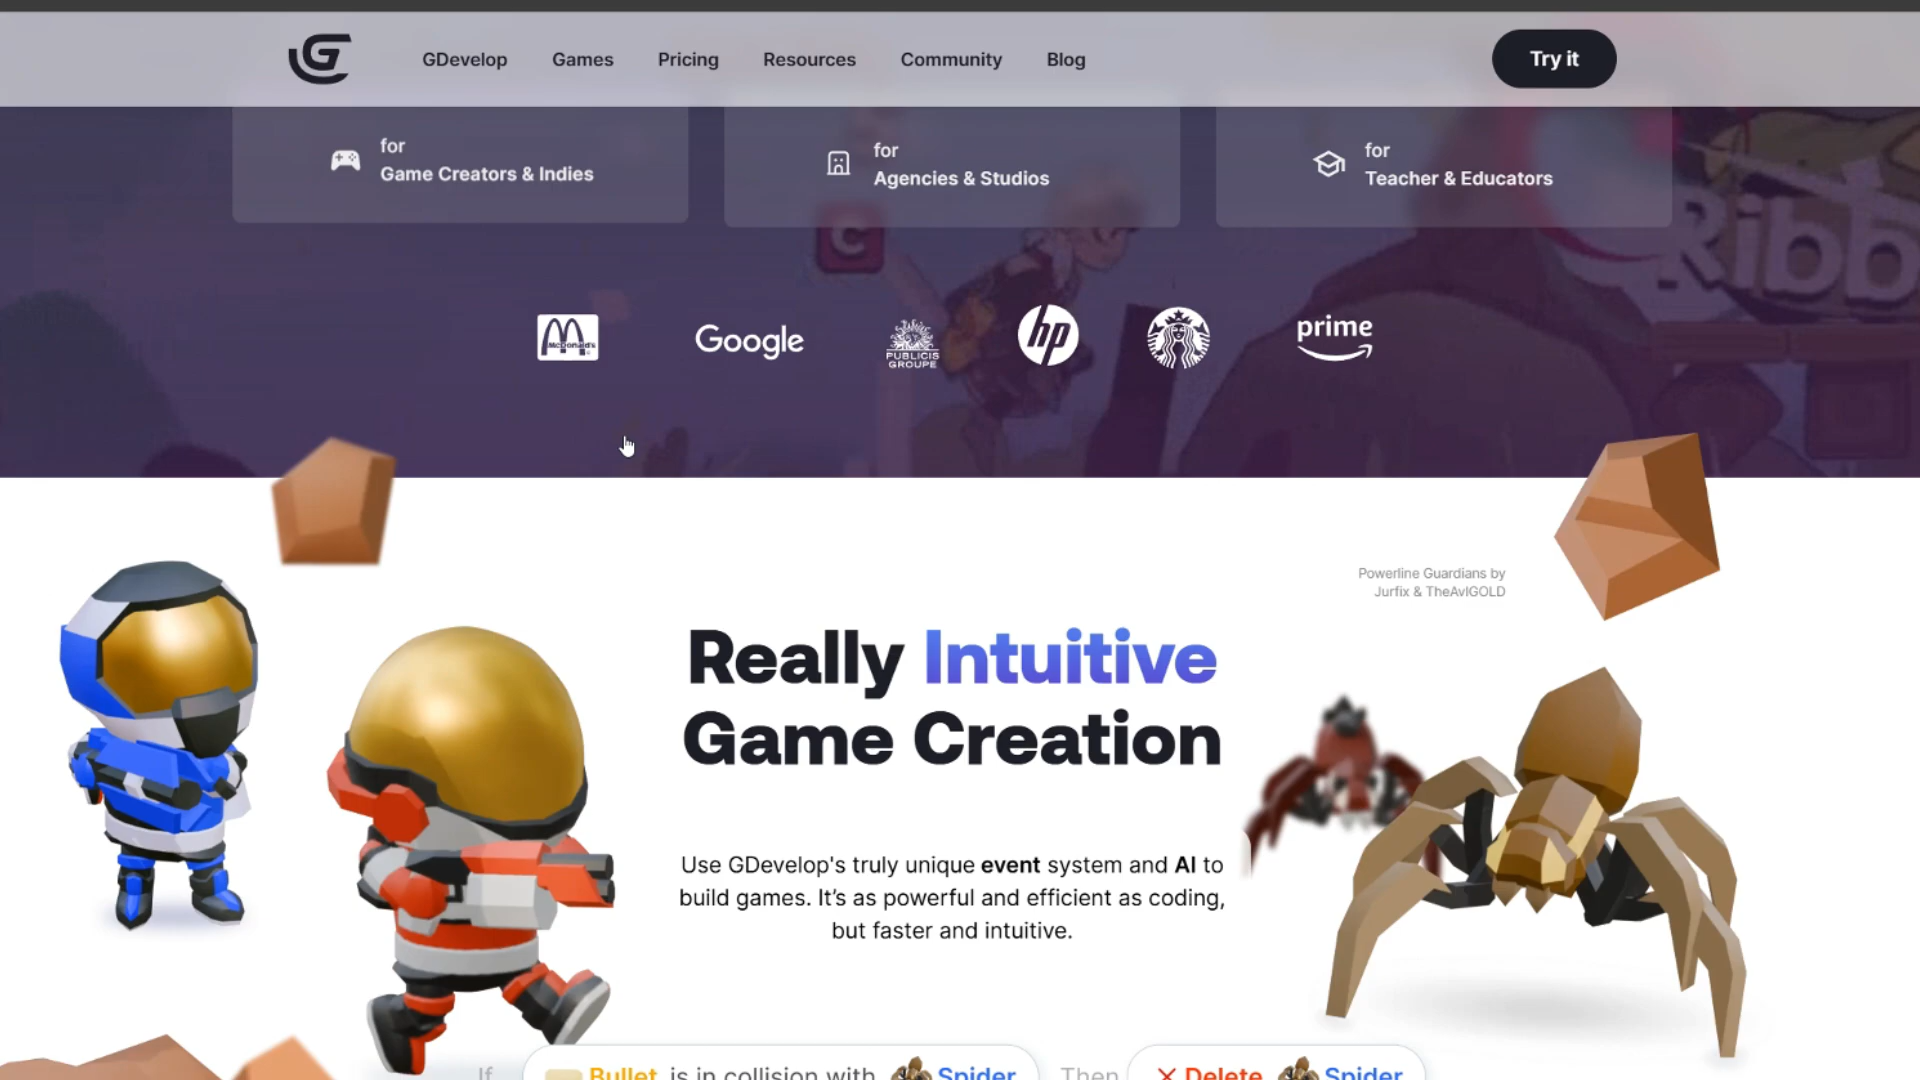 GDevelop Games Pricing Resources Community Blog Try it
for
Game Creators & Indies
for
Agencies & Studios
for
Teacher & Educators
C
Ribb
McDonald's
Google
PUBLICIS
GROUPE
hp
prime
Powerline Guardians by
Jurfix & TheAvIGOLD
Really Intuitive
Game Creation
Use GDevelop's truly unique event system and AI to
build games. It's as powerful and efficient as coding,
but faster and intuitive.
If Bullet is in collision with Spider Then Delete Spider